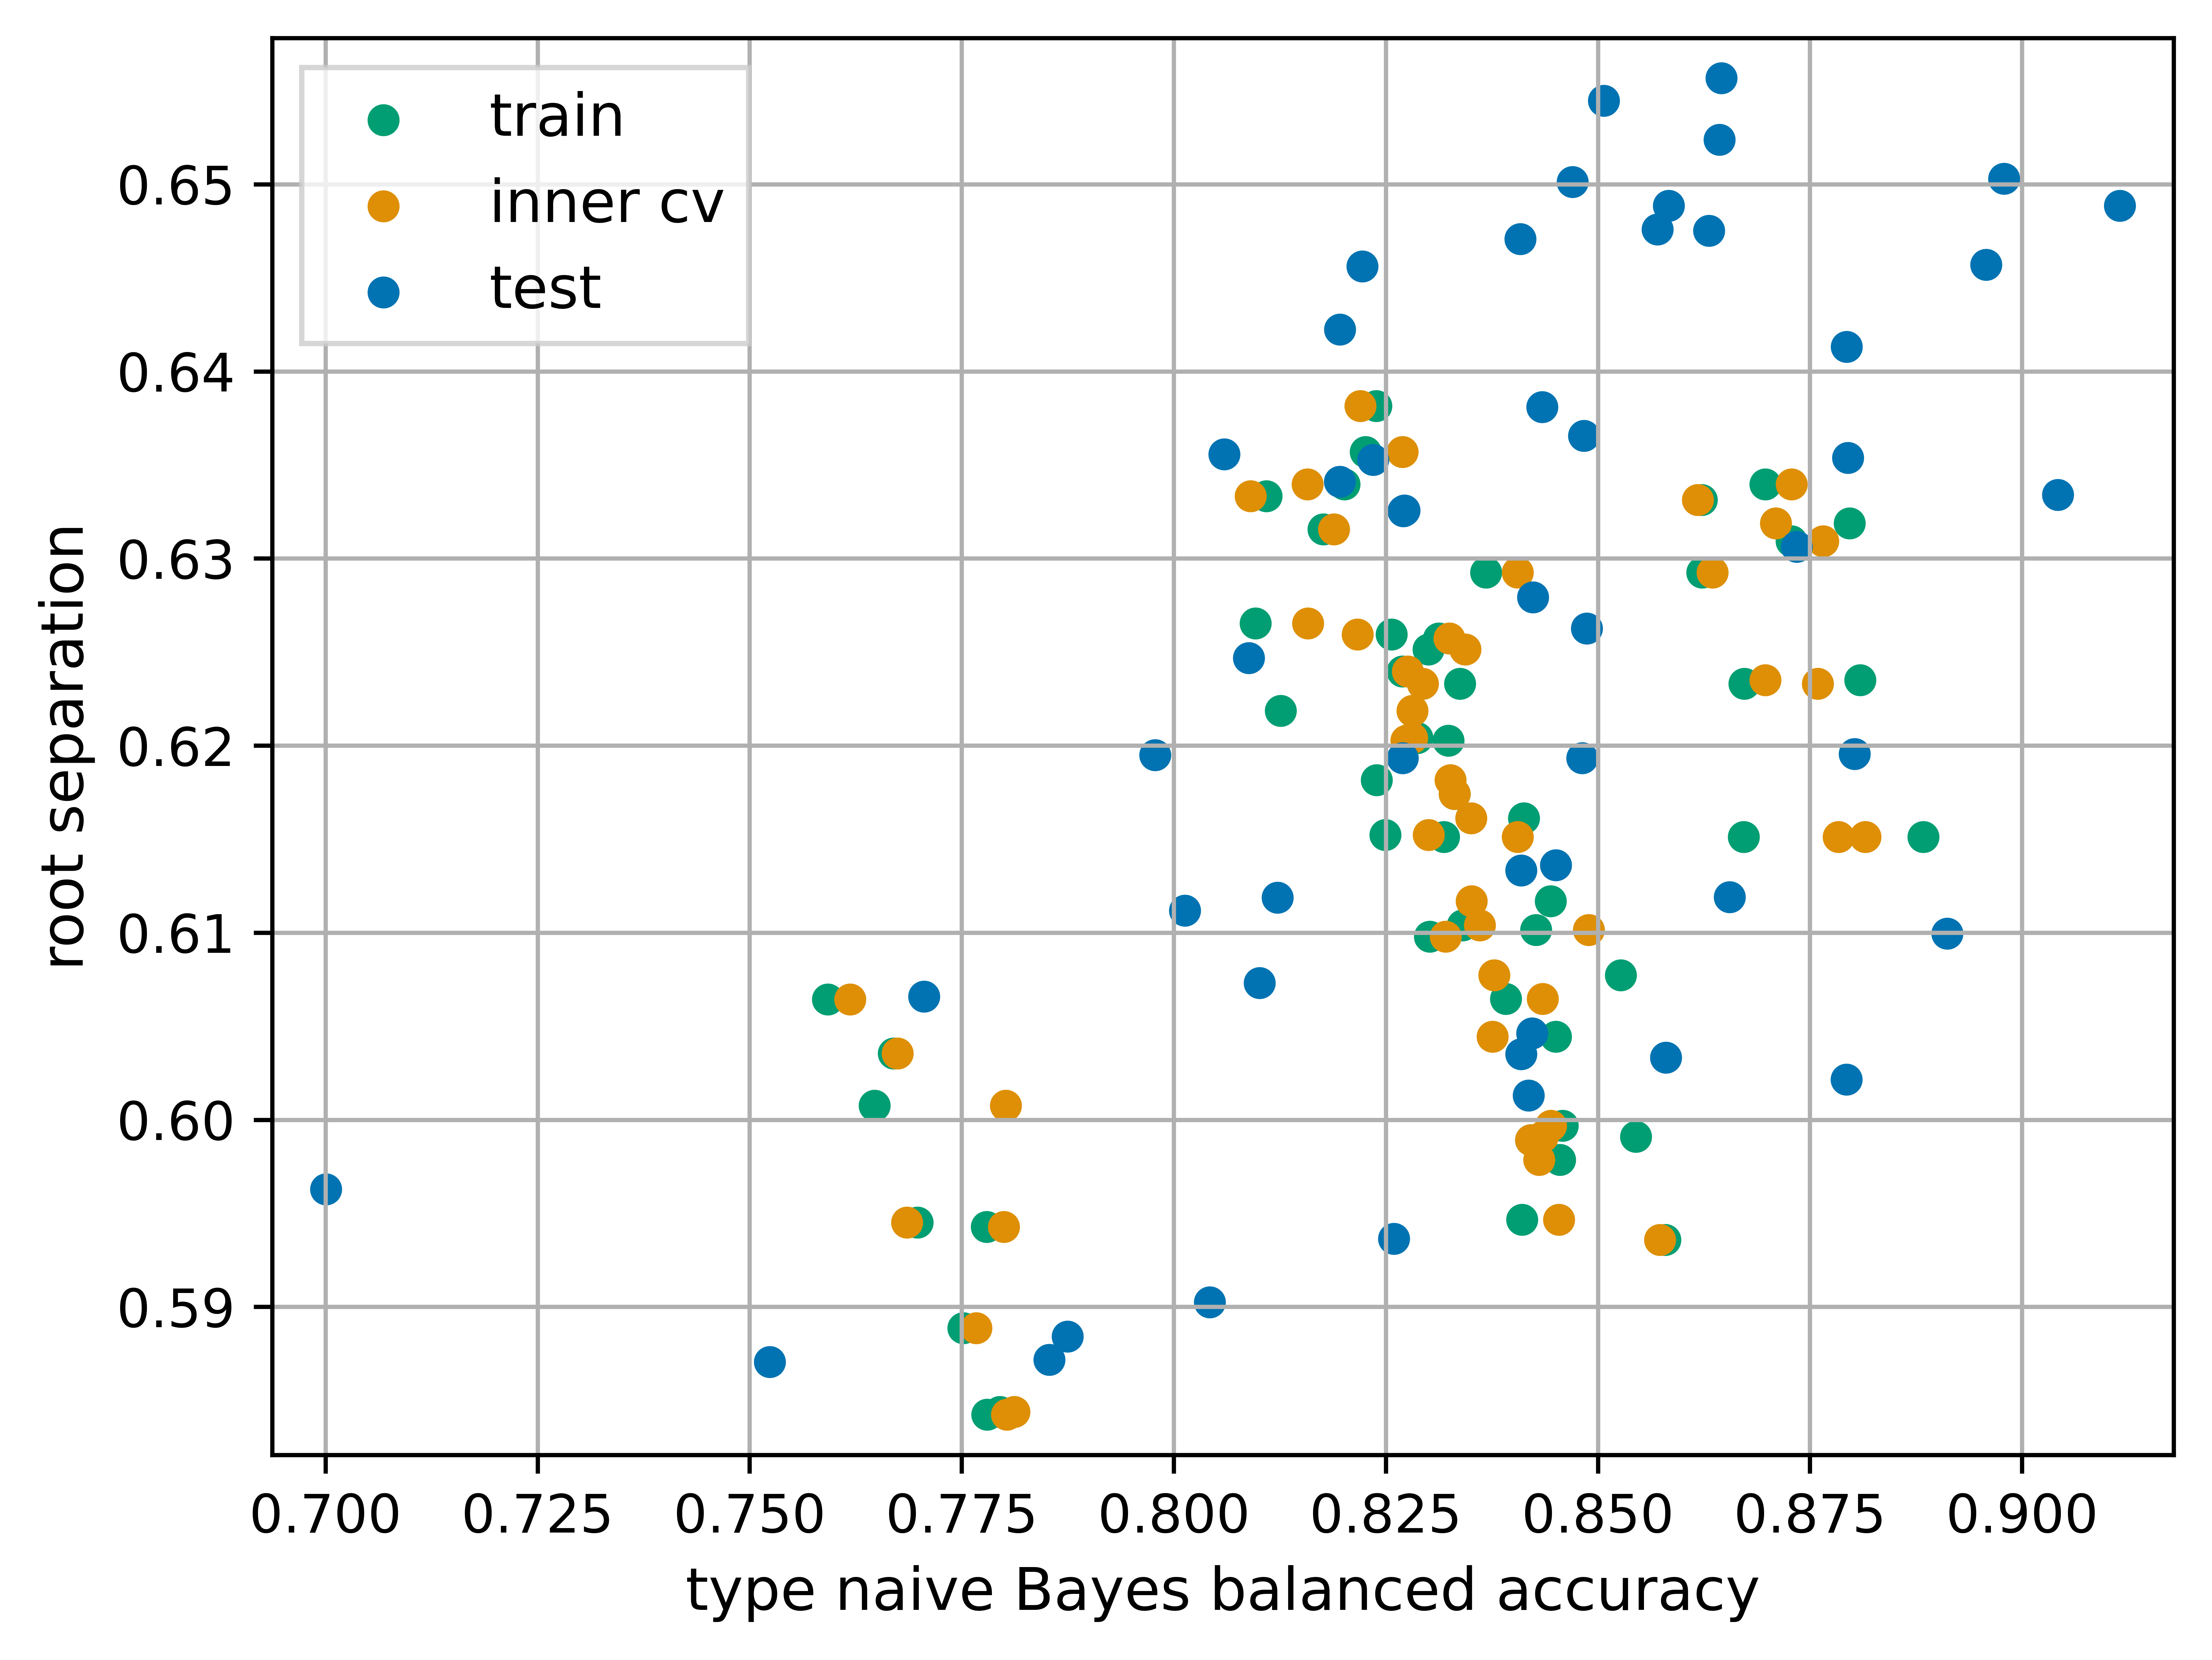 train
inner cv
test
0.65
0.64
0.63
0.62
0.61
0.60
0.59
root separation
0.700 0.725 0.750 0.775 0.800 0.825 0.850 0.875 0.900
type naive Bayes balanced accuracy